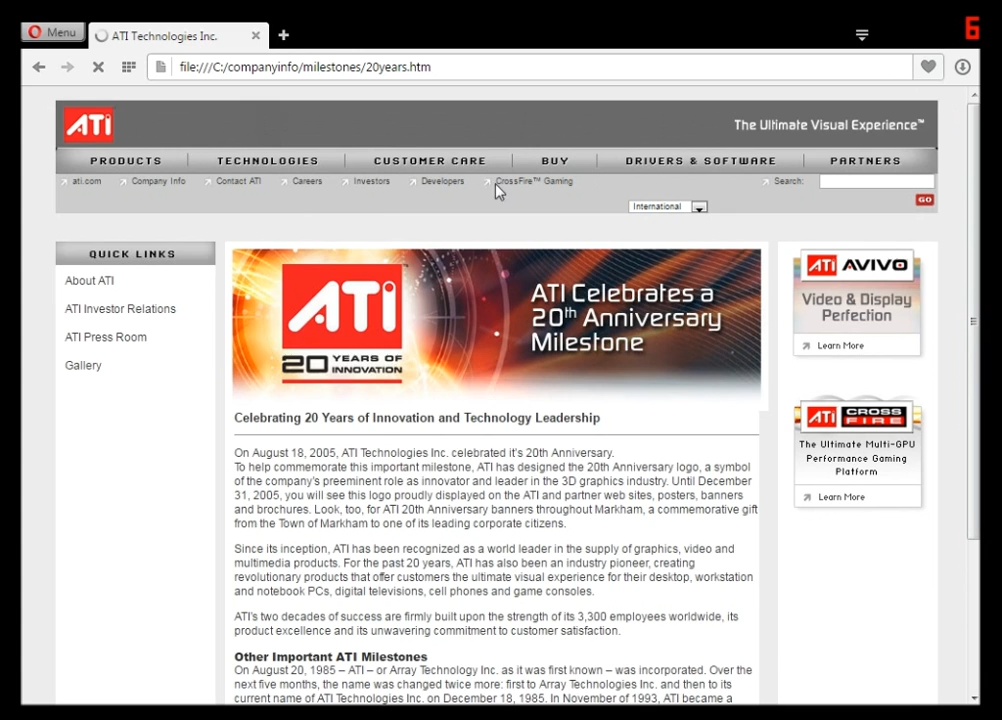 Menu
ATI Technologies Inc.
6
file:///C:/companyinfo/milestones/20years.htm
ATI
The Ultimate Visual Experience™
PRODUCTS TECHNOLOGIES CUSTOMER CARE BUY DRIVERS & SOFTWARE PARTNERS
ati.com Company Info Contact ATI Careers Investors Developers CrossFire™ Gaming Search:
International GO
QUICK LINKS
About ATI
ATI Investor Relations
ATI Press Room
Gallery
ATI
20 YEARS OF
INNOVATION
ATI Celebrates a
20th Anniversary
Milestone
Celebrating 20 Years of Innovation and Technology Leadership
On August 18, 2005, ATI Technologies Inc. celebrated it's 20th Anniversary.
To help commemorate this important milestone, ATI has designed the 20th Anniversary logo, a symbol
of the company's preeminent role as innovator and leader in the 3D graphics industry. Until December
31, 2005, you will see this logo proudly displayed on the ATI and partner web sites, posters, banners
and brochures. Look, too, for ATI 20th Anniversary banners throughout Markham, a commemorative gift
from the Town of Markham to one of its leading corporate citizens.
Since its inception, ATI has been recognized as a world leader in the supply of graphics, video and
multimedia products. For the past 20 years, ATI has also been an industry pioneer, creating
revolutionary products that offer customers the ultimate visual experience for their desktop, workstation
and notebook PCs, digital televisions, cell phones and game consoles.
ATI's two decades of success are firmly built upon the strength of its 3,300 employees worldwide, its
product excellence and its unwavering commitment to customer satisfaction.
Other Important ATI Milestones
On August 20, 1985 – ATI – or Array Technology Inc. as it was first known – was incorporated. Over the
next five months, the name was changed twice more: first to Array Technologies Inc. and then to its
current name of ATI Technologies Inc. on December 18, 1985. In November of 1993, ATI became a
ATI AVIVO
Video & Display
Perfection
Learn More
ATI CROSS
FIRE
The Ultimate Multi-GPU
Performance Gaming
Platform
Learn More